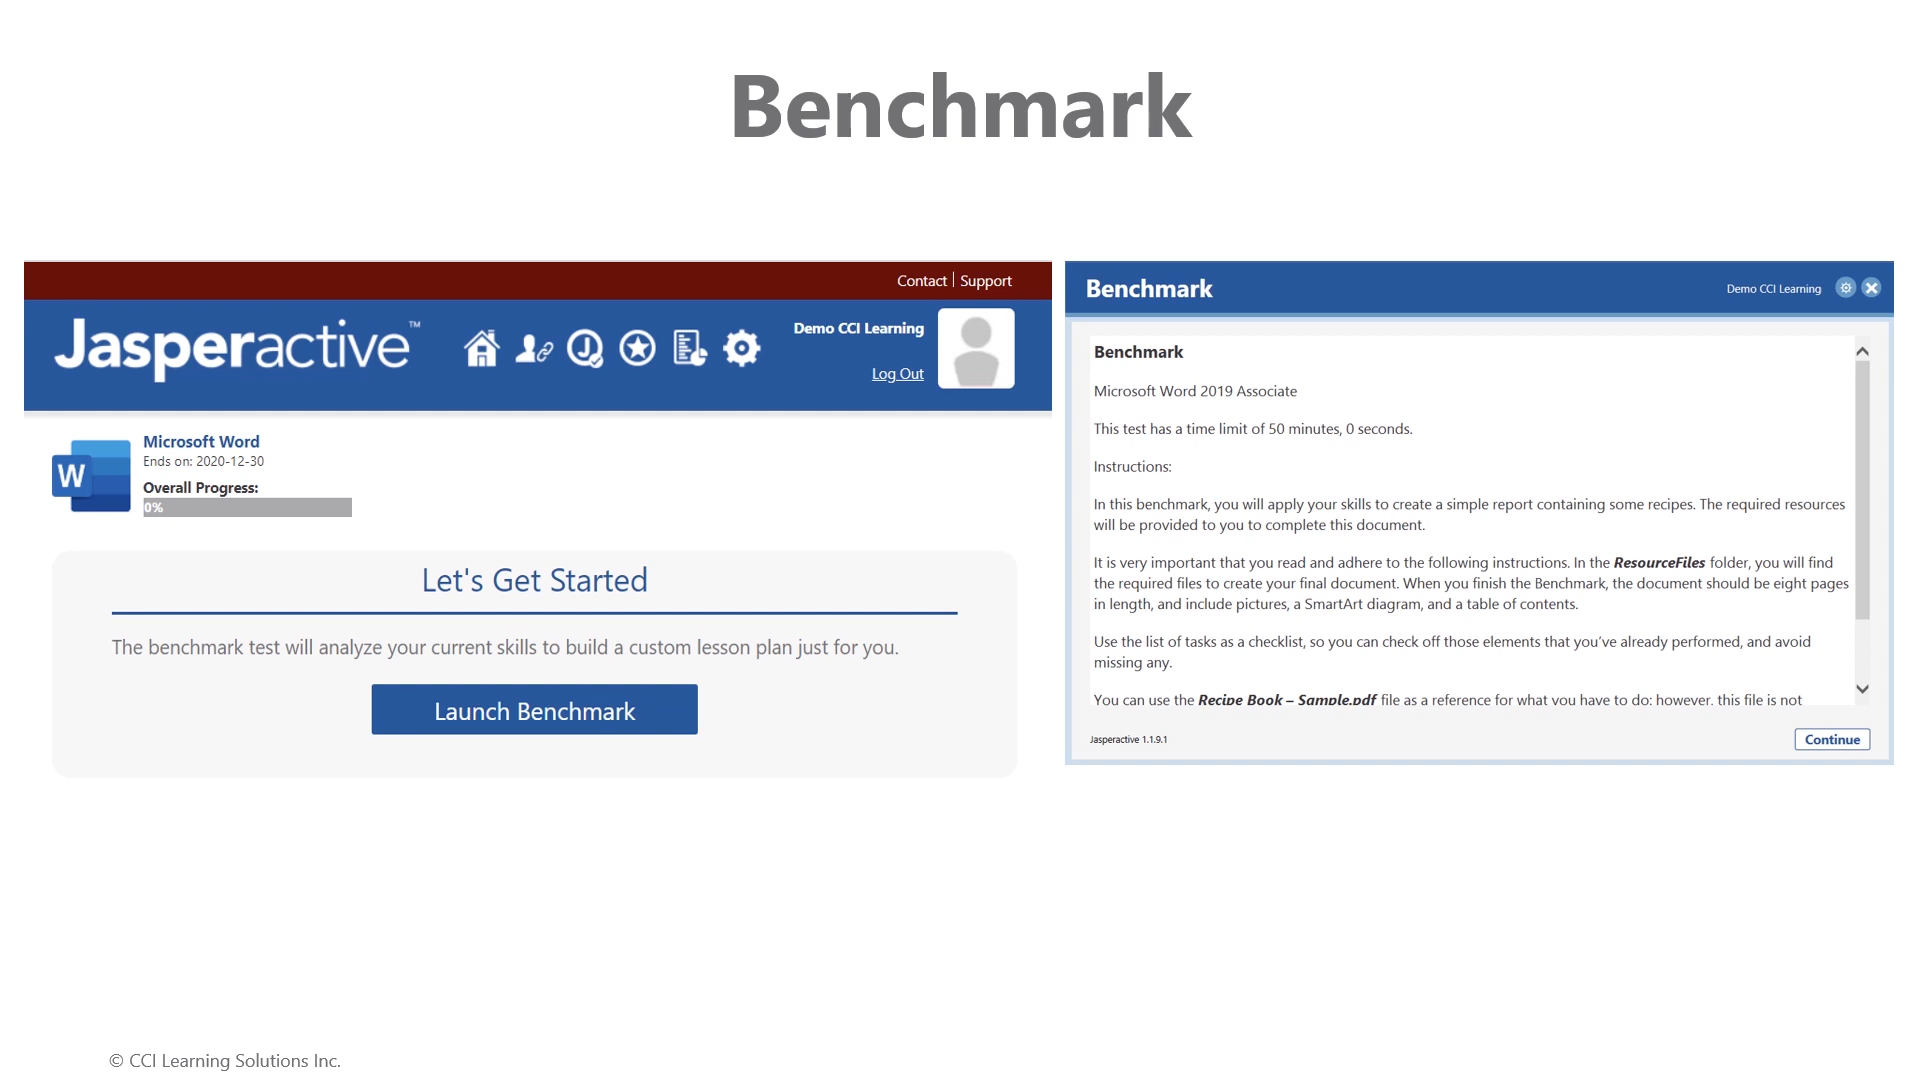 Benchmark
Contact | Support
Jasperactive™
Demo CCI Learning
Log Out
W
Microsoft Word
Ends on: 2020-12-30
Overall Progress:
0%
Let's Get Started
The benchmark test will analyze your current skills to build a custom lesson plan just for you.
Launch Benchmark
Benchmark
Demo CCI Learning
Benchmark
Microsoft Word 2019 Associate
This test has a time limit of 50 minutes, 0 seconds.
Instructions:
In this benchmark, you will apply your skills to create a simple report containing some recipes. The required resources
will be provided to you to complete this document.
It is very important that you read and adhere to the following instructions. In the ResourceFiles folder, you will find
the required files to create your final document. When you finish the Benchmark, the document should be eight pages
in length, and include pictures, a SmartArt diagram, and a table of contents.
Use the list of tasks as a checklist, so you can check off those elements that you’ve already performed, and avoid
missing any.
You can use the Recipe Book – Sample.pdf file as a reference for what you have to do; however, this file is not
Jasperactive 1.1.9.1
Continue
© CCI Learning Solutions Inc.